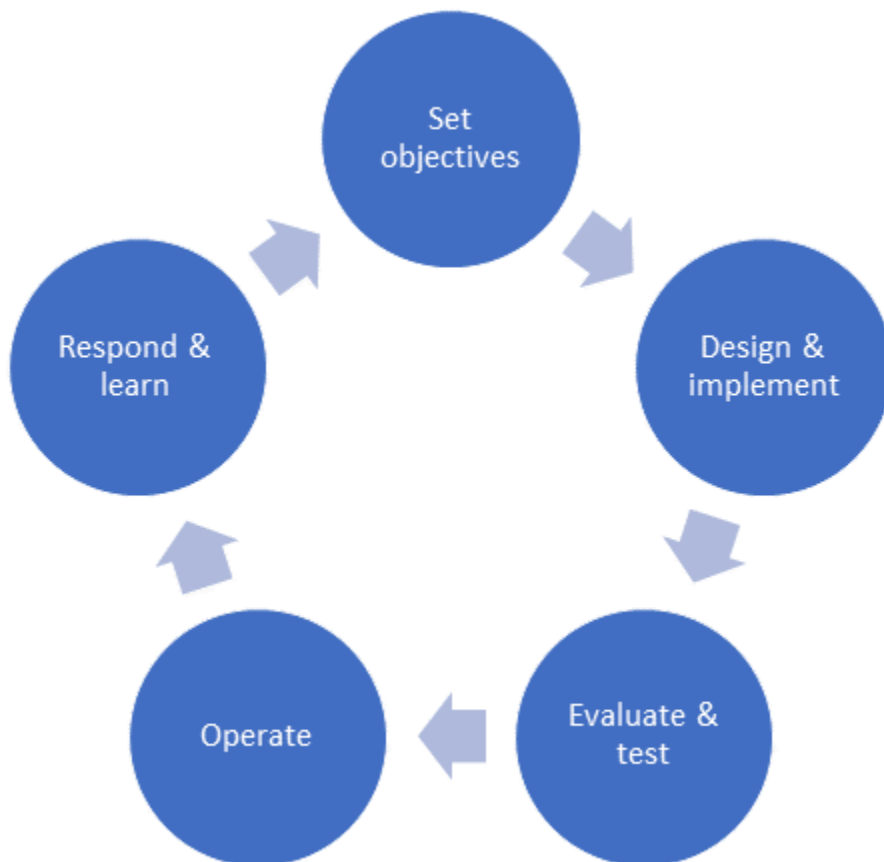 Set
objectives
Design &
implement
Evaluate &
test
Operate
Respond &
learn